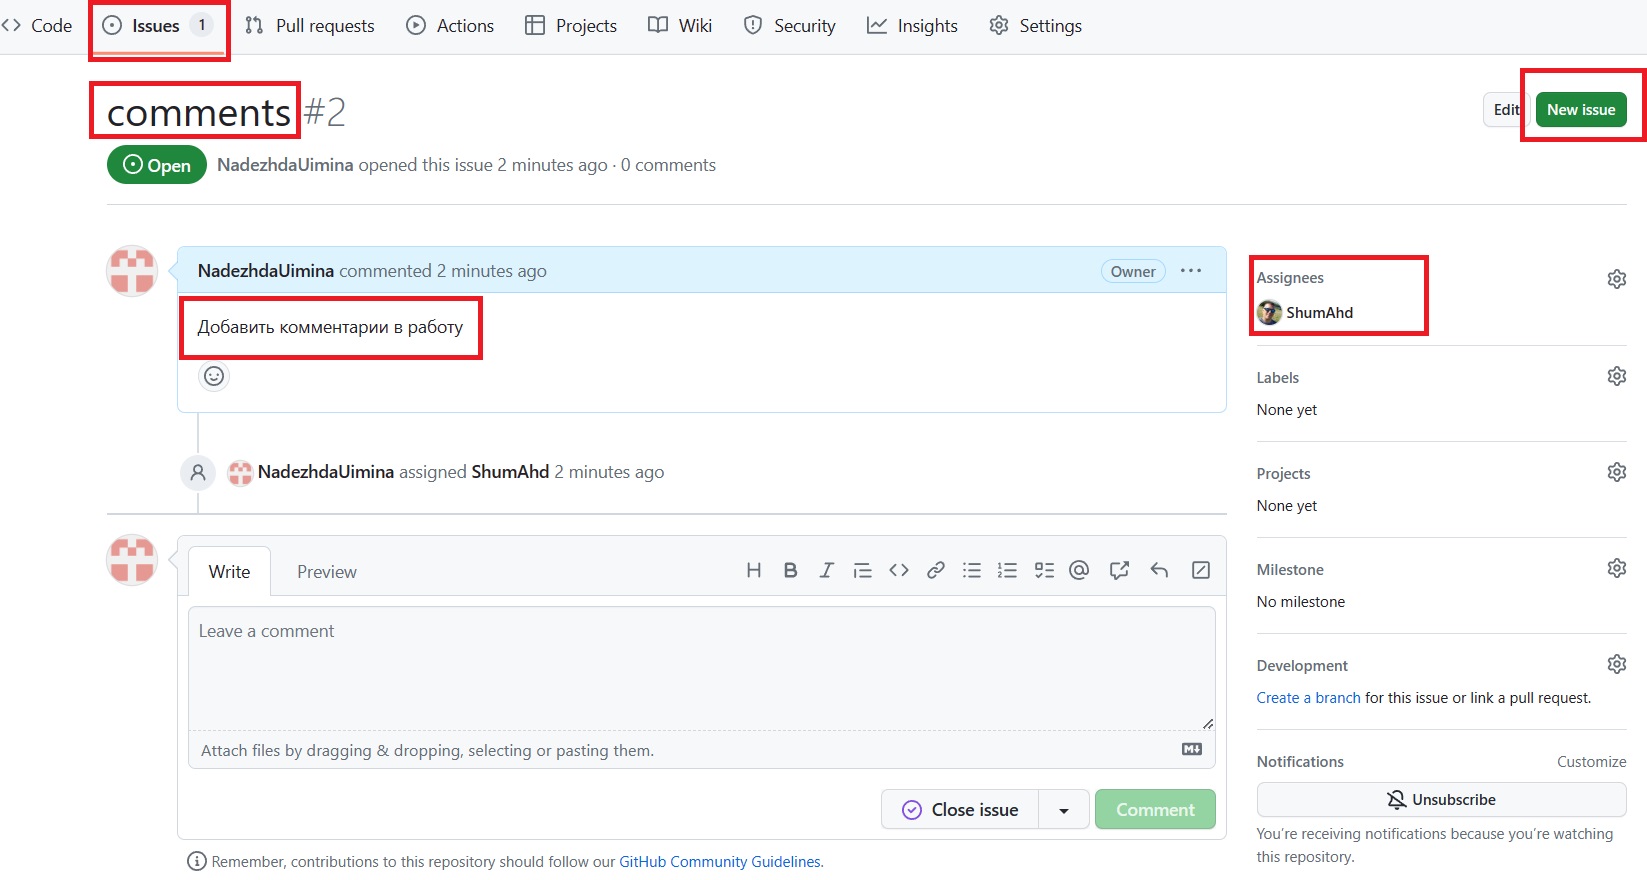 Code Issues 1 Pull requests Actions Projects Wiki Security Insights Settings
comments #2
Edit New issue
Open NadezhdaUimina opened this issue 2 minutes ago · 0 comments
NadezhdaUimina commented 2 minutes ago Owner
Добавить комментарии в работу
NadezhdaUimina assigned ShumAhd 2 minutes ago
Write Preview
Leave a comment
Attach files by dragging & dropping, selecting or pasting them.
Close issue Comment
Remember, contributions to this repository should follow our GitHub Community Guidelines.
Assignees
ShumAhd
Labels
None yet
Projects
None yet
Milestone
No milestone
Development
Create a branch for this issue or link a pull request.
Notifications Customize
Unsubscribe
You’re receiving notifications because you’re watching
this repository.